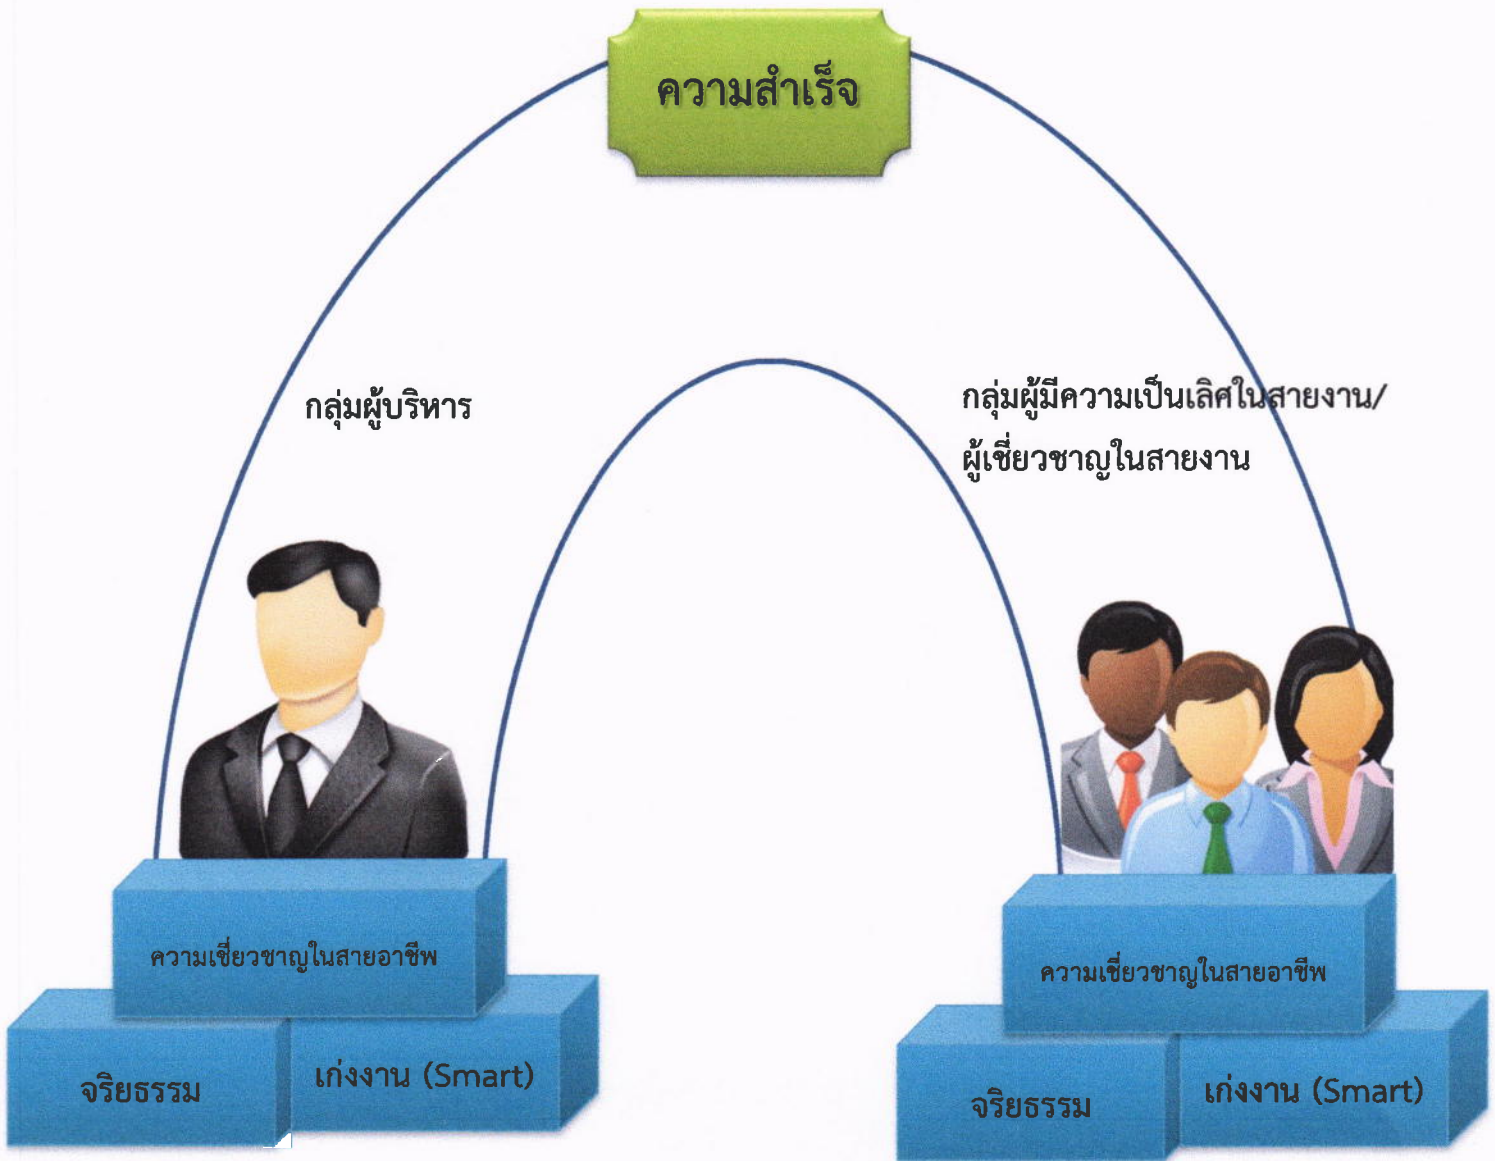 ความสำเร็จ
กลุ่มผู้บริหาร
กลุ่มผู้มีความเป็นเลิศในสายงาน/
ผู้เชี่ยวชาญในสายงาน
ความเชี่ยวชาญในสายอาชีพ
จริยธรรม
เก่งงาน (Smart)
ความเชี่ยวชาญในสายอาชีพ
จริยธรรม
เก่งงาน (Smart)